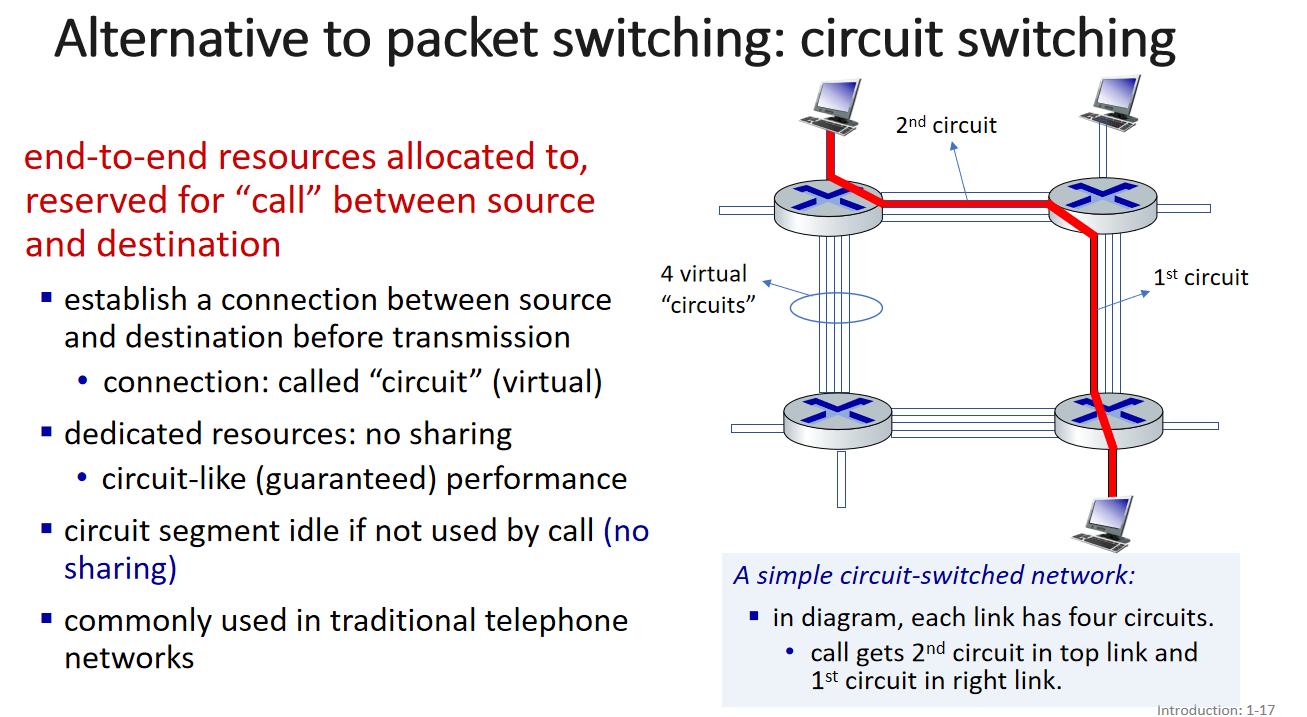 Alternative to packet switching: circuit switching
end-to-end resources allocated to,
reserved for “call” between source
and destination
▪ establish a connection between source
and destination before transmission
• connection: called “circuit” (virtual)
▪ dedicated resources: no sharing
• circuit-like (guaranteed) performance
▪ circuit segment idle if not used by call (no
sharing)
▪ commonly used in traditional telephone
networks
2nd circuit
4 virtual
“circuits”
1st circuit
A simple circuit-switched network:
▪ in diagram, each link has four circuits.
• call gets 2nd circuit in top link and
1st circuit in right link.
Introduction: 1-17